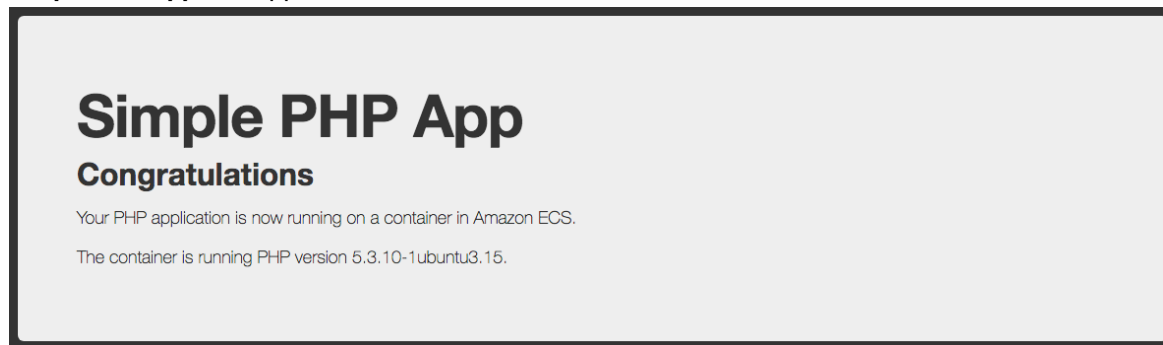 Simple PHP App
Congratulations
Your PHP application is now running on a container in Amazon ECS.
The container is running PHP version 5.3.10-1ubuntu3.15.